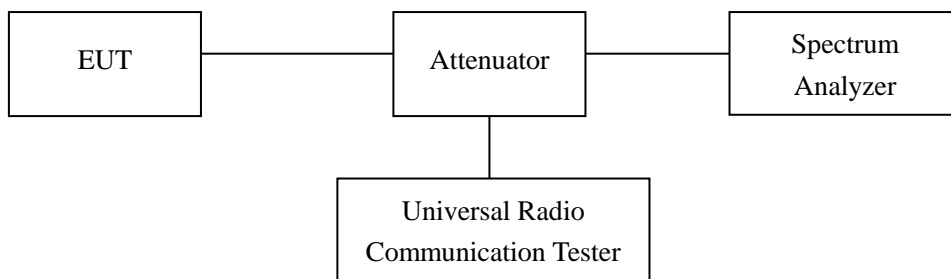 EUT
Attenuator
Spectrum
Analyzer
Universal Radio
Communication Tester